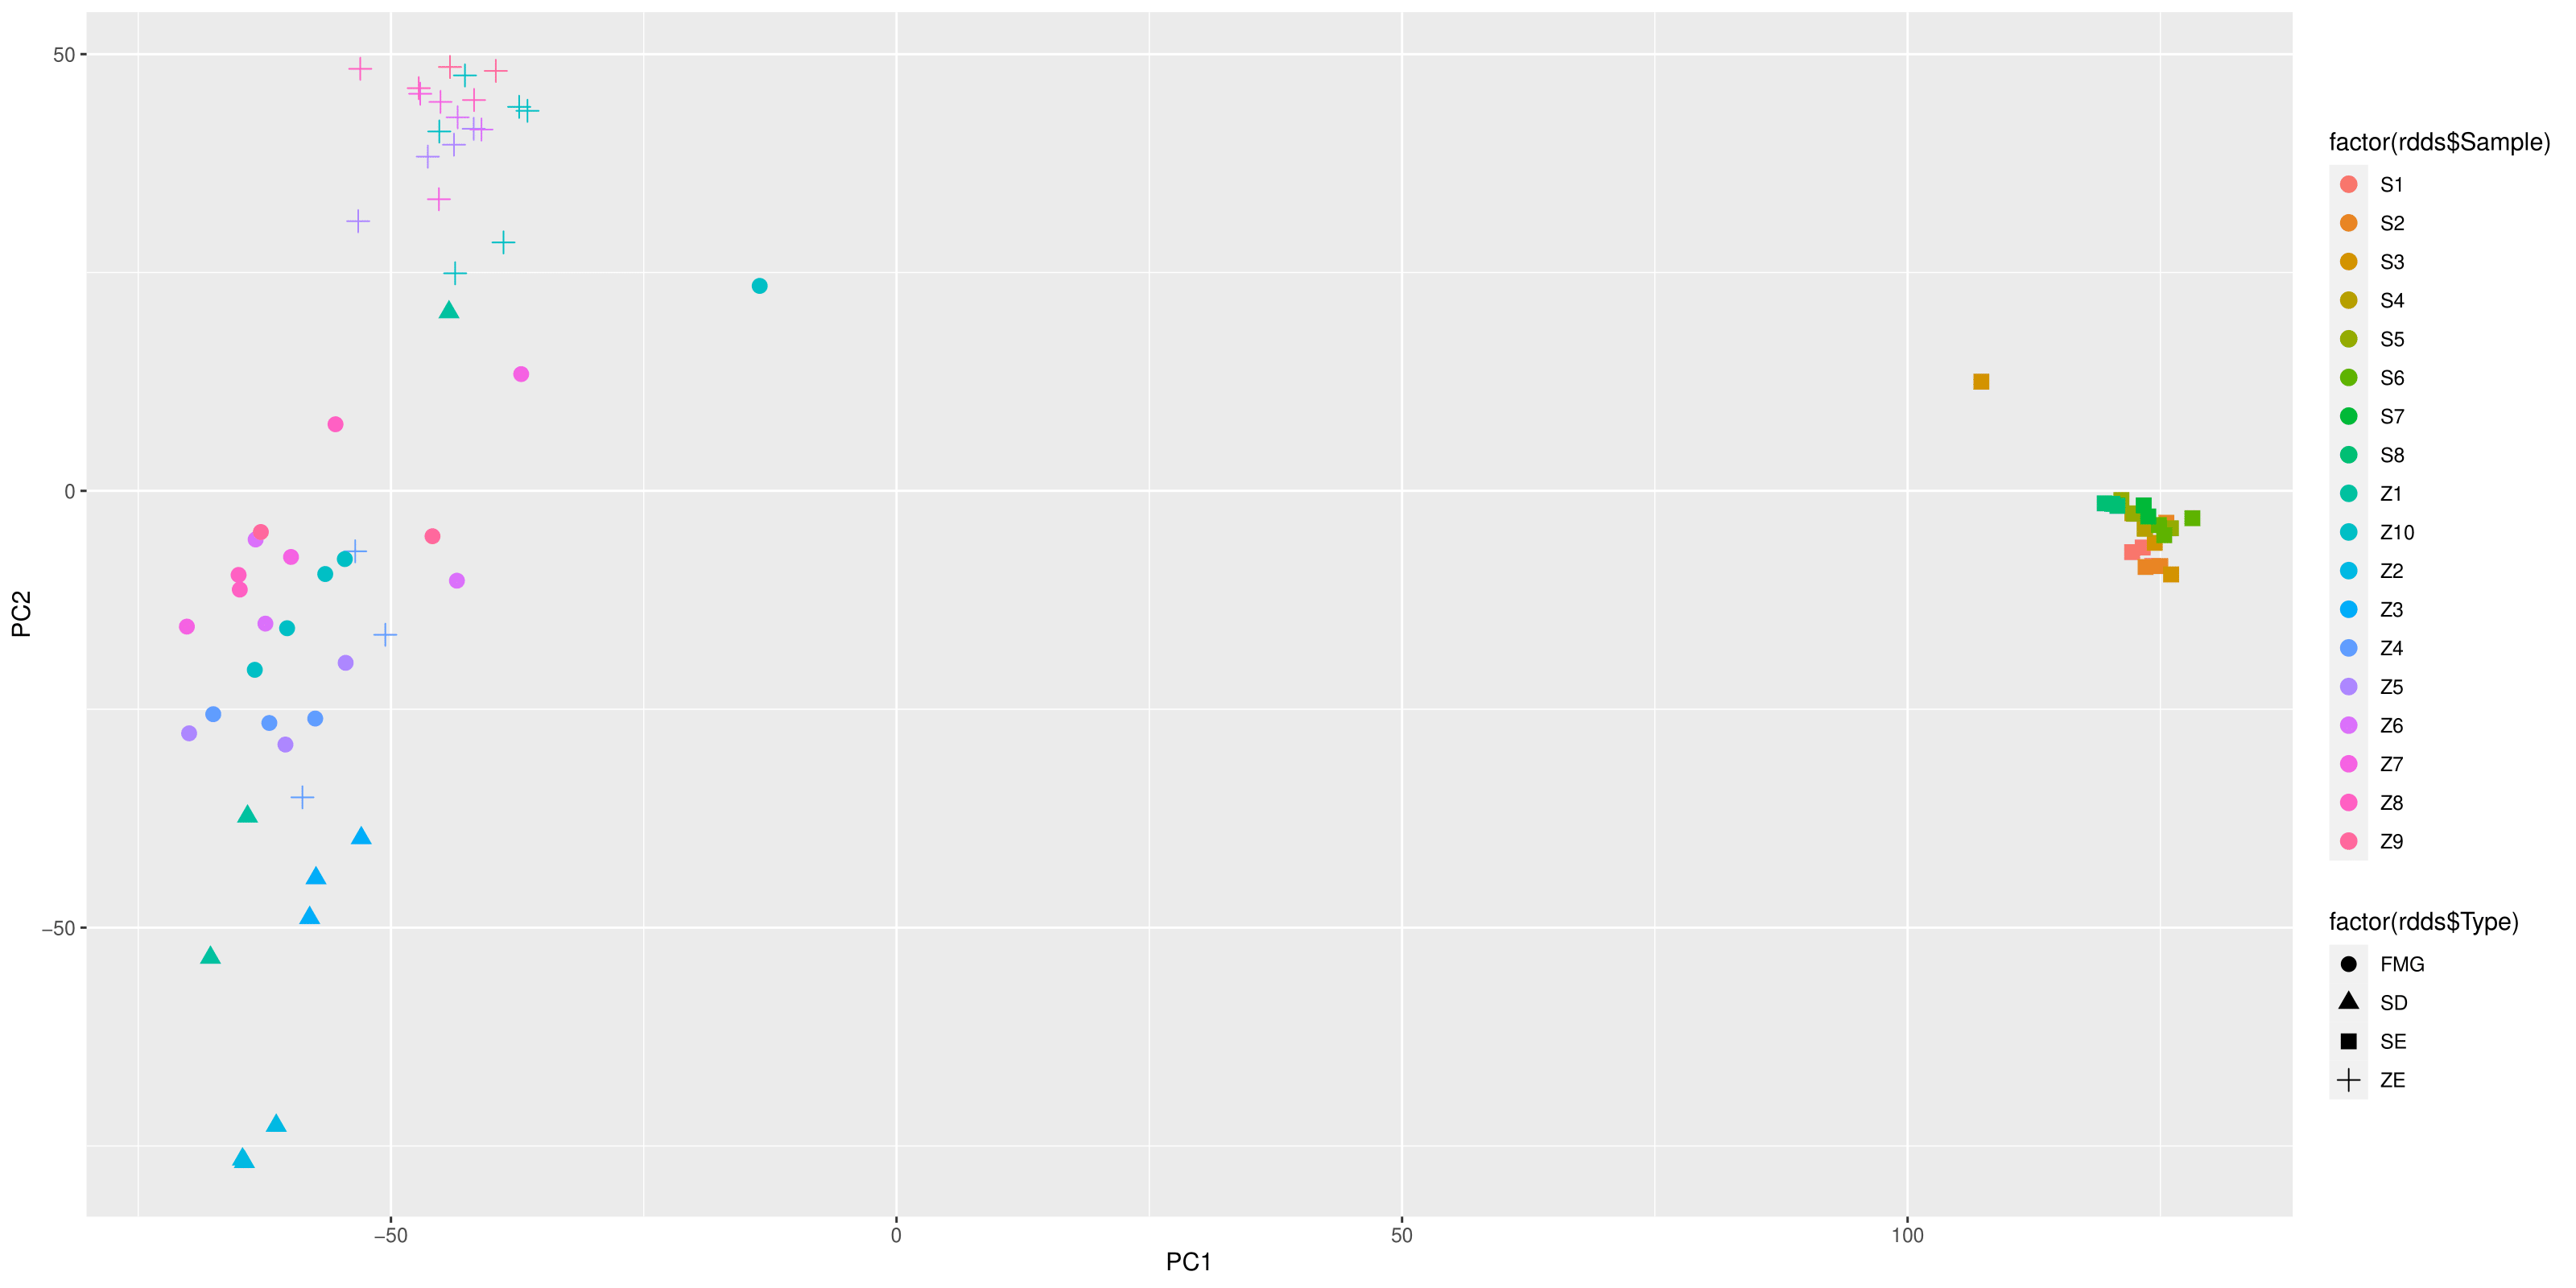 50
0
−50
PC2
−50
0
50
100
PC1
factor(rdds$Sample)
S1
S2
S3
S4
S5
S6
S7
S8
Z1
Z10
Z2
Z3
Z4
Z5
Z6
Z7
Z8
Z9
factor(rdds$Type)
FMG
SD
SE
ZE